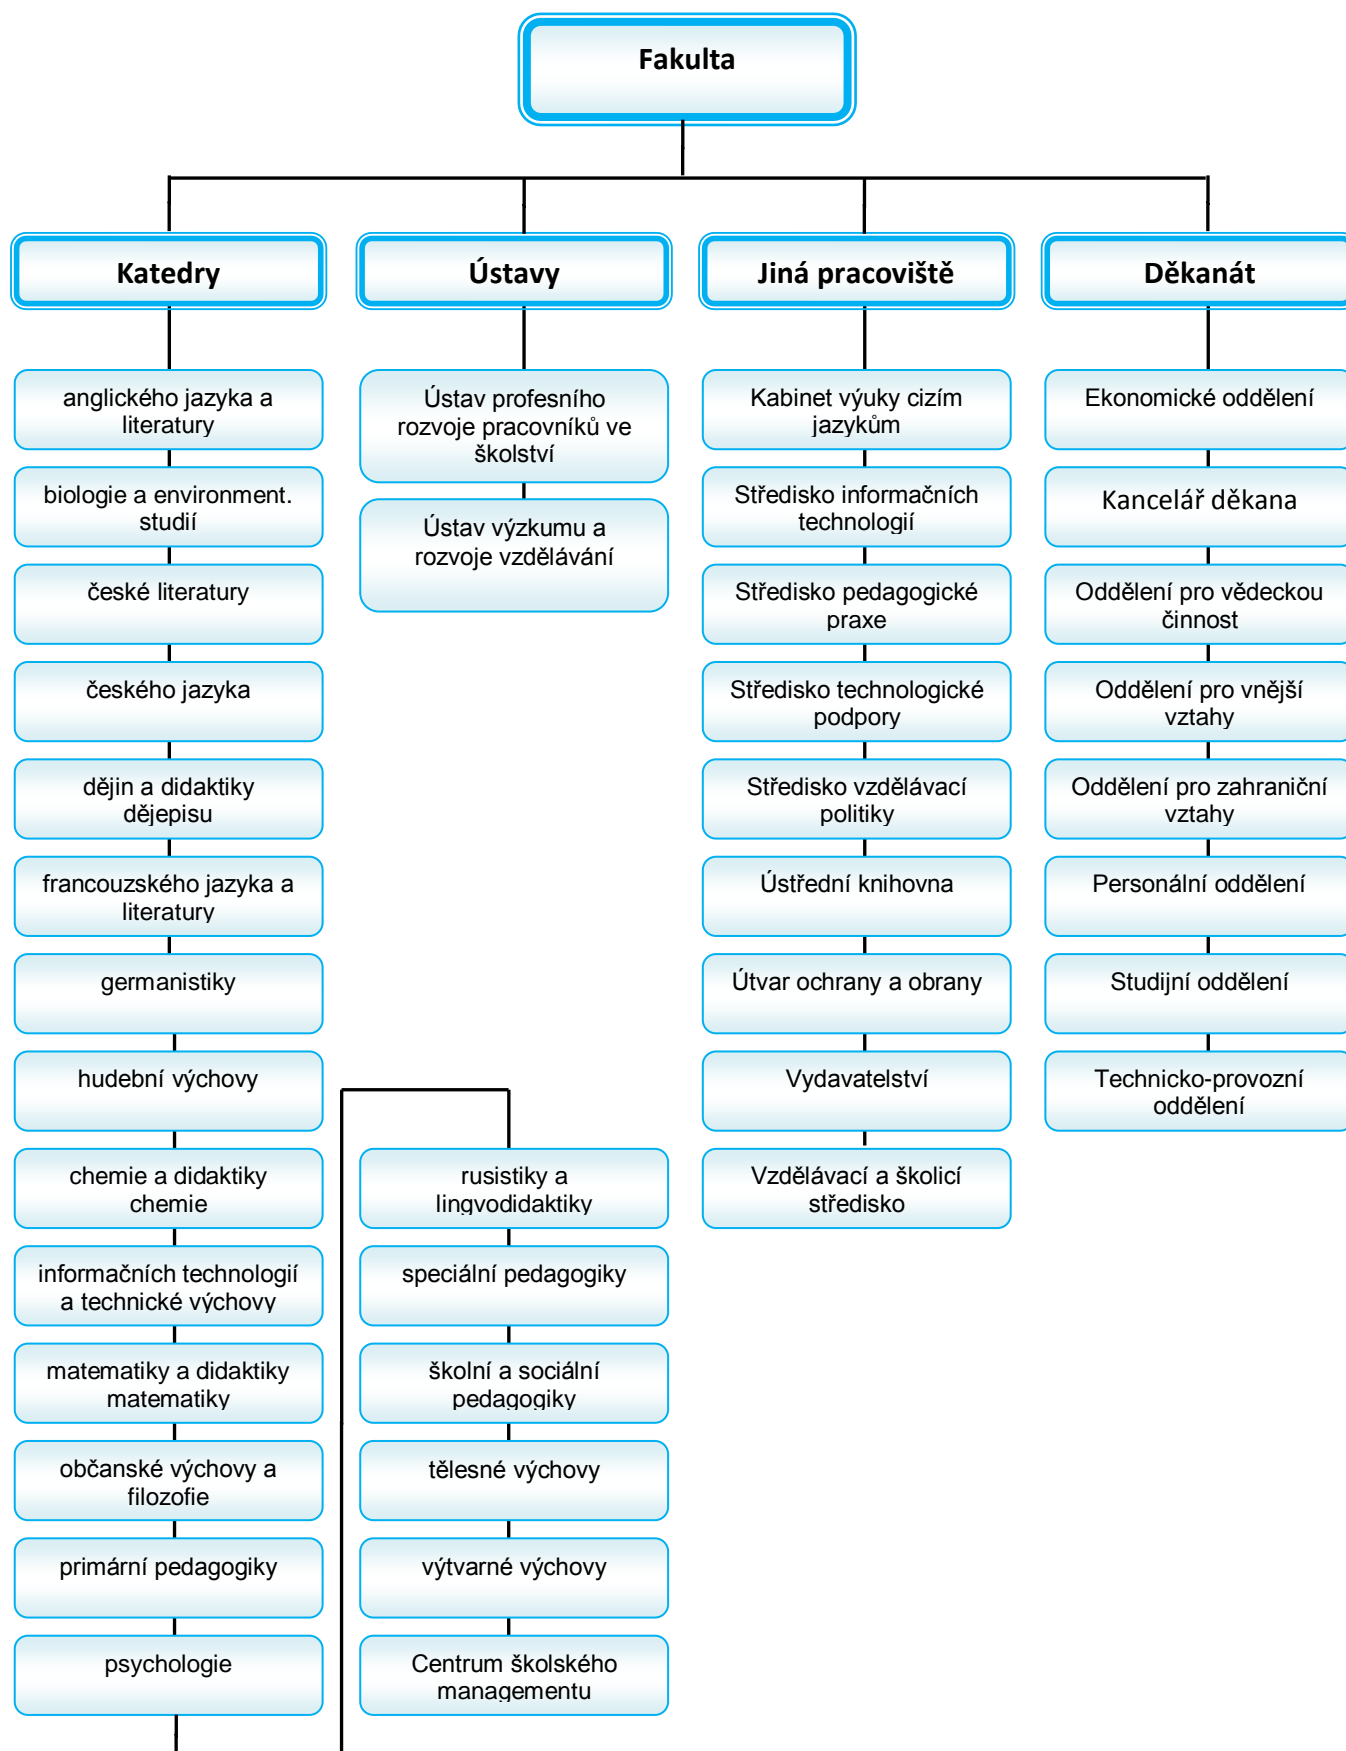 Fakulta
Katedry
Ústavy
Jiná pracoviště
Děkanát
anglického jazyka a
literatury
biologie a environment.
studií
české literatury
českého jazyka
dějin a didaktiky
dějepisu
francouzského jazyka a
literatury
germanistiky
hudební výchovy
chemie a didaktiky
chemie
informačních technologií
a technické výchovy
matematiky a didaktiky
matematiky
občanské výchovy a
filozofie
primární pedagogiky
psychologie
rusistiky a
lingvodidaktiky
speciální pedagogiky
školní a sociální
pedagogiky
tělesné výchovy
výtvarné výchovy
Centrum školského
managementu
Ústav profesního
rozvoje pracovníků ve
školství
Ústav výzkumu a
rozvoje vzdělávání
Kabinet výuky cizím
jazykům
Středisko informačních
technologií
Středisko pedagogické
praxe
Středisko technologické
podpory
Středisko vzdělávací
politiky
Ústřední knihovna
Útvar ochrany a obrany
Vydavatelství
Vzdělávací a školicí
středisko
Ekonomické oddělení
Kancelář děkana
Oddělení pro vědeckou
činnost
Oddělení pro vnější
vztahy
Oddělení pro zahraniční
vztahy
Personální oddělení
Studijní oddělení
Technicko-provozní
oddělení